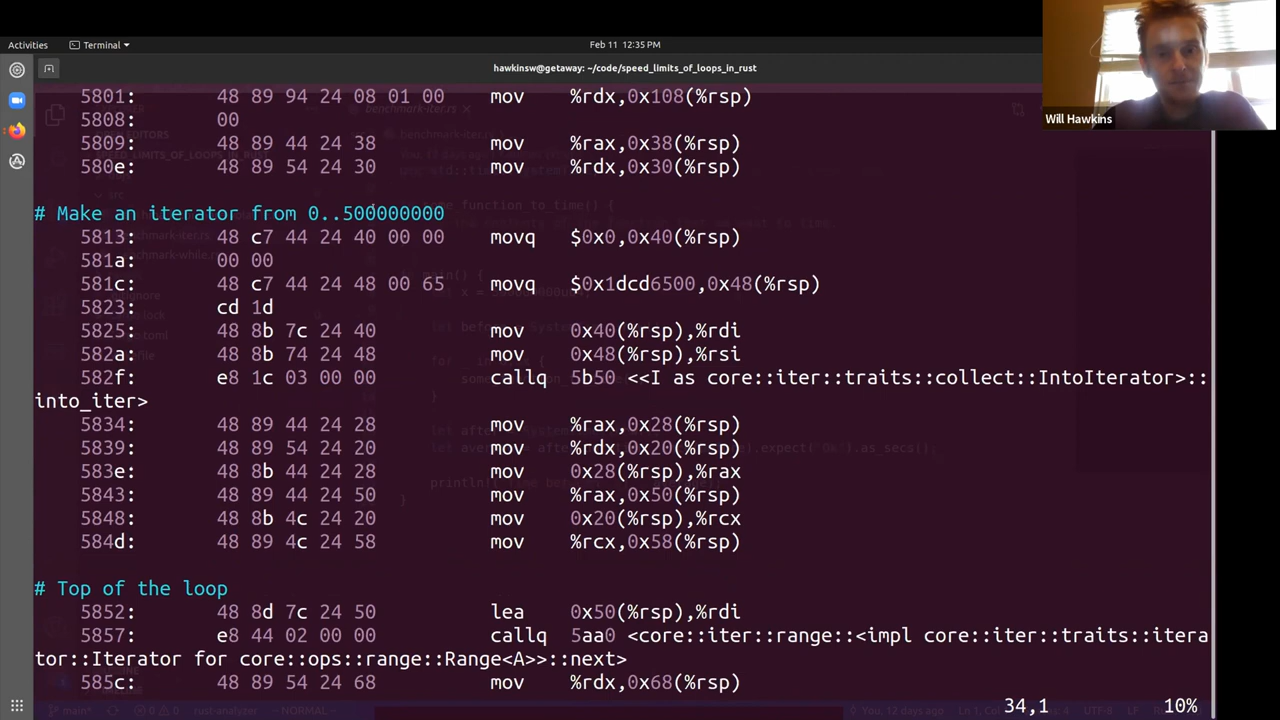 Activities Terminal Feb 11 12:35 PM
hawkinsw@getaway: ~/code/speed_limits_of_loops_in_rust
Will Hawkins
5801: 48 89 94 24 08 01 00 mov %rdx,0x108(%rsp)
5808: 00
5809: 48 89 44 24 38 mov %rax,0x38(%rsp)
580e: 48 89 54 24 30 mov %rdx,0x30(%rsp)
# Make an iterator from 0..500000000
5813: 48 c7 44 24 40 00 00 movq $0x0,0x40(%rsp)
581a: 00 00
581c: 48 c7 44 24 48 00 65 movq $0x1dcd6500,0x48(%rsp)
5823: cd 1d
5825: 48 8b 7c 24 40 mov 0x40(%rsp),%rdi
582a: 48 8b 74 24 48 mov 0x48(%rsp),%rsi
582f: e8 1c 03 00 00 callq 5b50 <<I as core::iter::traits::collect::IntoIterator>::
into_iter>
5834: 48 89 44 24 28 mov %rax,0x28(%rsp)
5839: 48 89 54 24 20 mov %rdx,0x20(%rsp)
583e: 48 8b 44 24 28 mov 0x28(%rsp),%rax
5843: 48 89 44 24 50 mov %rax,0x50(%rsp)
5848: 48 8b 4c 24 20 mov 0x20(%rsp),%rcx
584d: 48 89 4c 24 58 mov %rcx,0x58(%rsp)
# Top of the loop
5852: 48 8d 7c 24 50 lea 0x50(%rsp),%rdi
5857: e8 44 02 00 00 callq 5aa0 <core::iter::range::<impl core::iter::traits::itera
tor::Iterator for core::ops::range::Range<A>>::next>
585c: 48 89 54 24 68 mov %rdx,0x68(%rsp)
34,1 10%